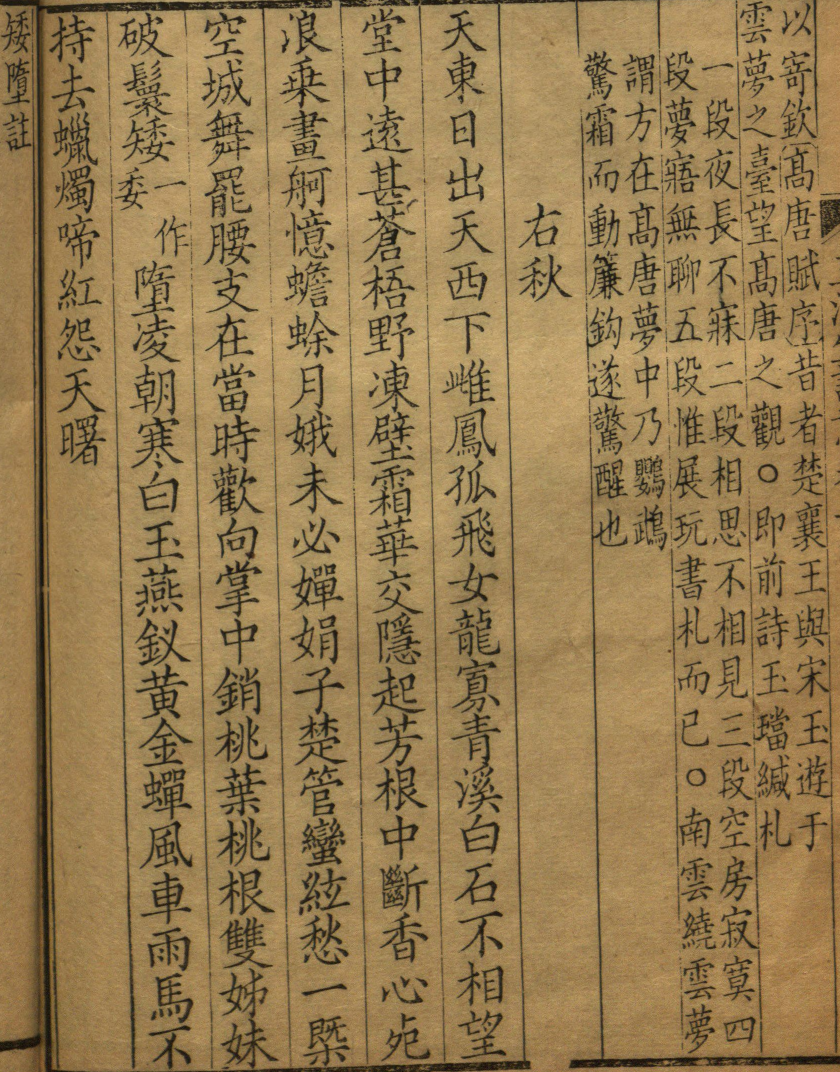 以寄欽高唐賦序昔者楚襄王與宋玉遊于
雲夢之臺望高唐之觀○即前詩玉璫緘札
一段夜長不寐二段相思不相見三段空房寂寞四
段夢寤無聊五段惟展玩書札而已○南雲繞雲夢
謂方在高唐夢中乃鸚鵡
驚霜而動簾鈎遂驚醒也
右秋
天東日出天西下雌鳳孤飛女龍寡青溪白石不相望
堂中遠甚蒼梧野凍壁霜華交隱起芳根中斷香心死
浪乗畫舸憶蟾蜍月娥未必嬋娟子楚管蠻絃愁一槩
空城舞罷腰支在當時歡向掌中銷桃葉桃根雙姊妹
破鬟矮一作委墮凌朝寒白玉燕釵黃金蟬風車雨馬不
持去蠟燭啼紅怨天曙
矮墮註